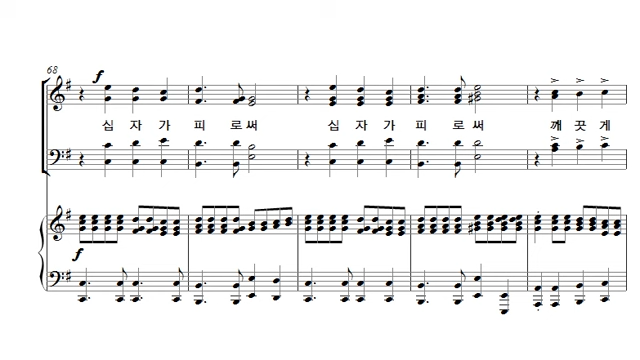 68
f
십 자 가 피 로 써 십 자 가 피 로 써 깨 끗 게
f